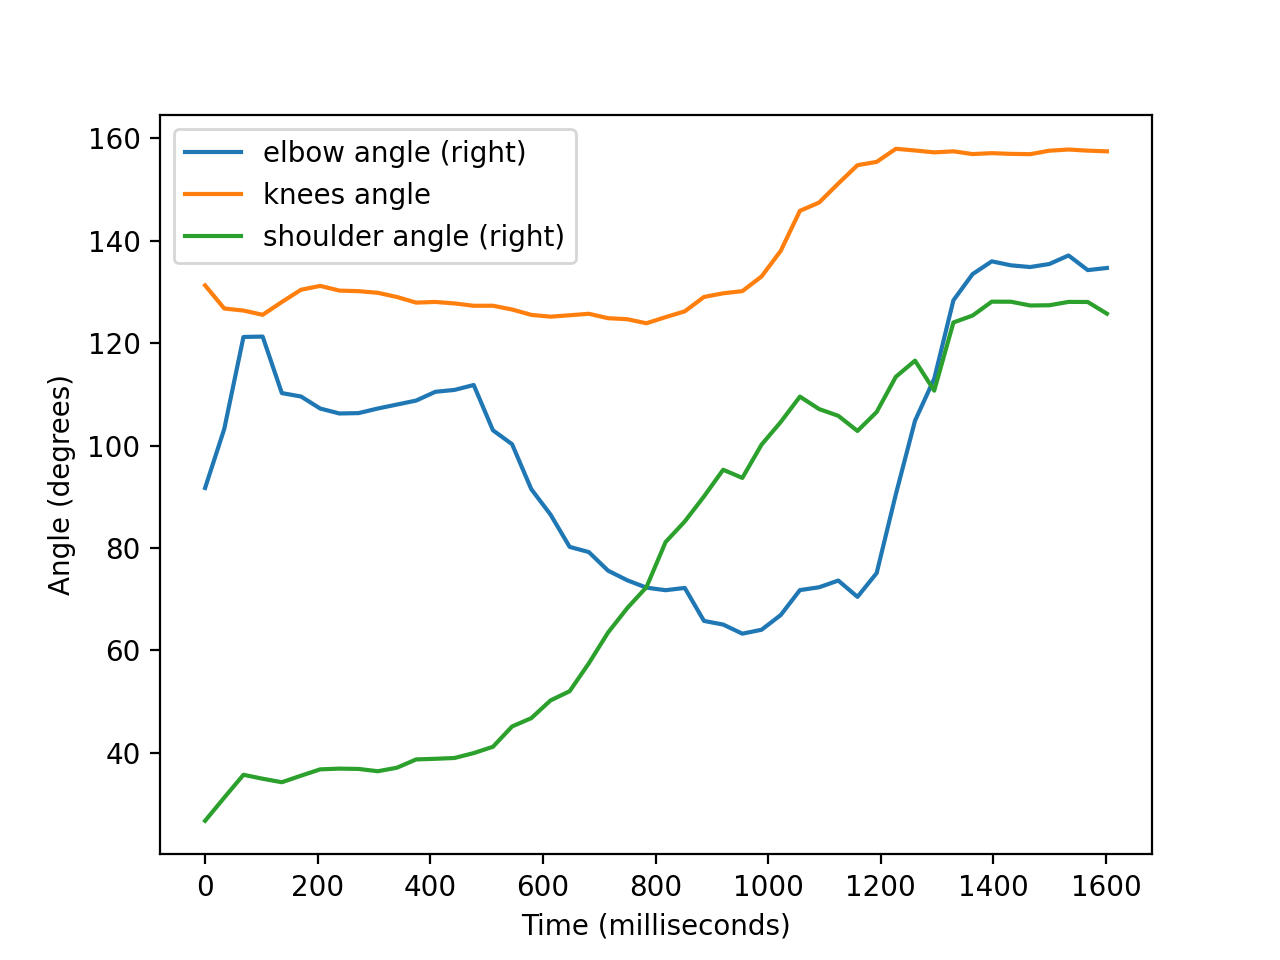 elbow angle (right)
knees angle
shoulder angle (right)
160
140
120
100
80
60
40
Angle (degrees)
0 200 400 600 800 1000 1200 1400 1600
Time (milliseconds)